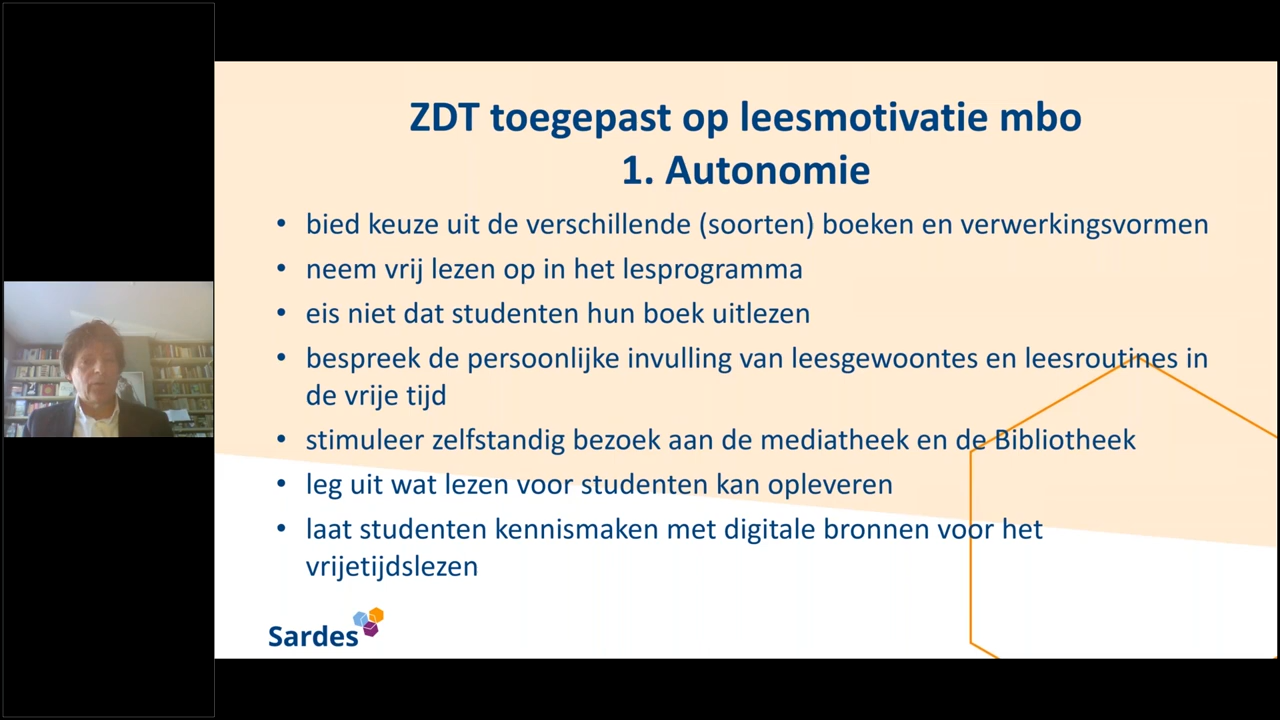 ZDT toegepast op leesmotivatie mbo
1. Autonomie
• bied keuze uit de verschillende (soorten) boeken en verwerkingsvormen
• neem vrij lezen op in het lesprogramma
• eis niet dat studenten hun boek uitlezen
• bespreek de persoonlijke invulling van leesgewoontes en leesroutines in
de vrije tijd
• stimuleer zelfstandig bezoek aan de mediatheek en de Bibliotheek
• leg uit wat lezen voor studenten kan opleveren
• laat studenten kennismaken met digitale bronnen voor het
vrijetijdslezen
Sardes